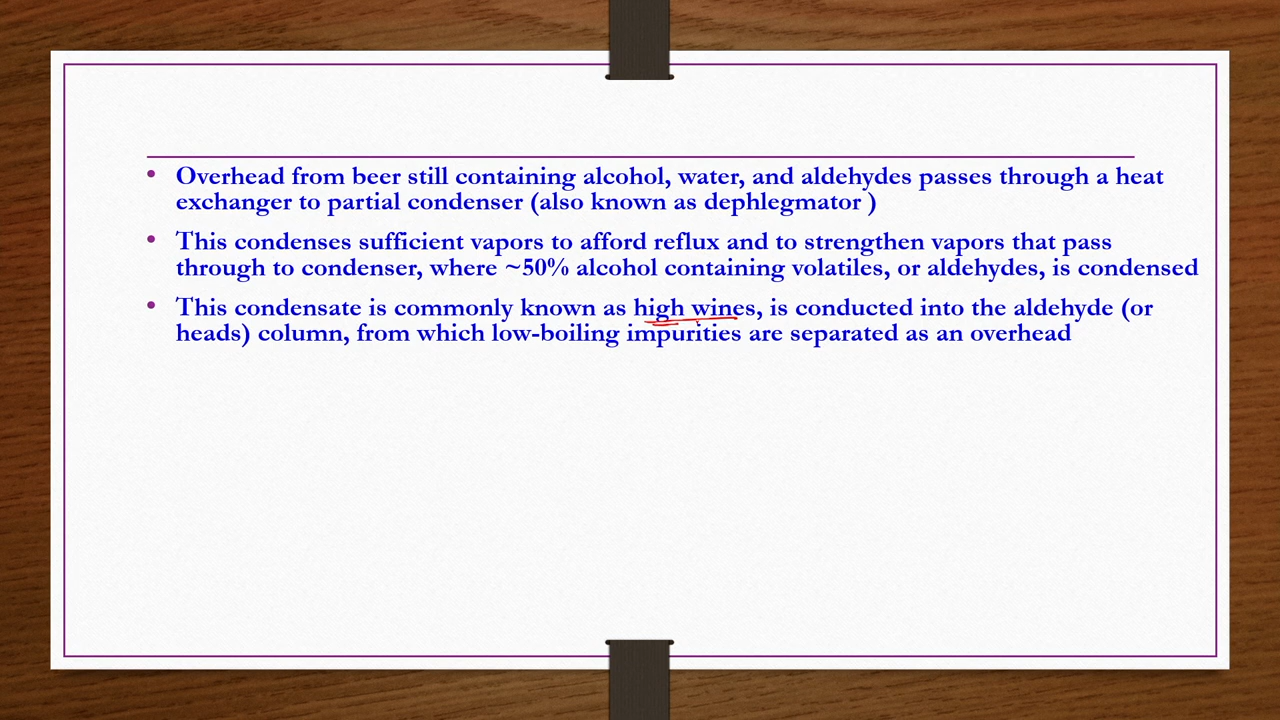 • Overhead from beer still containing alcohol, water, and aldehydes passes through a heat
exchanger to partial condenser (also known as dephlegmator )
• This condenses sufficient vapors to afford reflux and to strengthen vapors that pass
through to condenser, where ~50% alcohol containing volatiles, or aldehydes, is condensed
• This condensate is commonly known as high wines, is conducted into the aldehyde (or
heads) column, from which low-boiling impurities are separated as an overhead